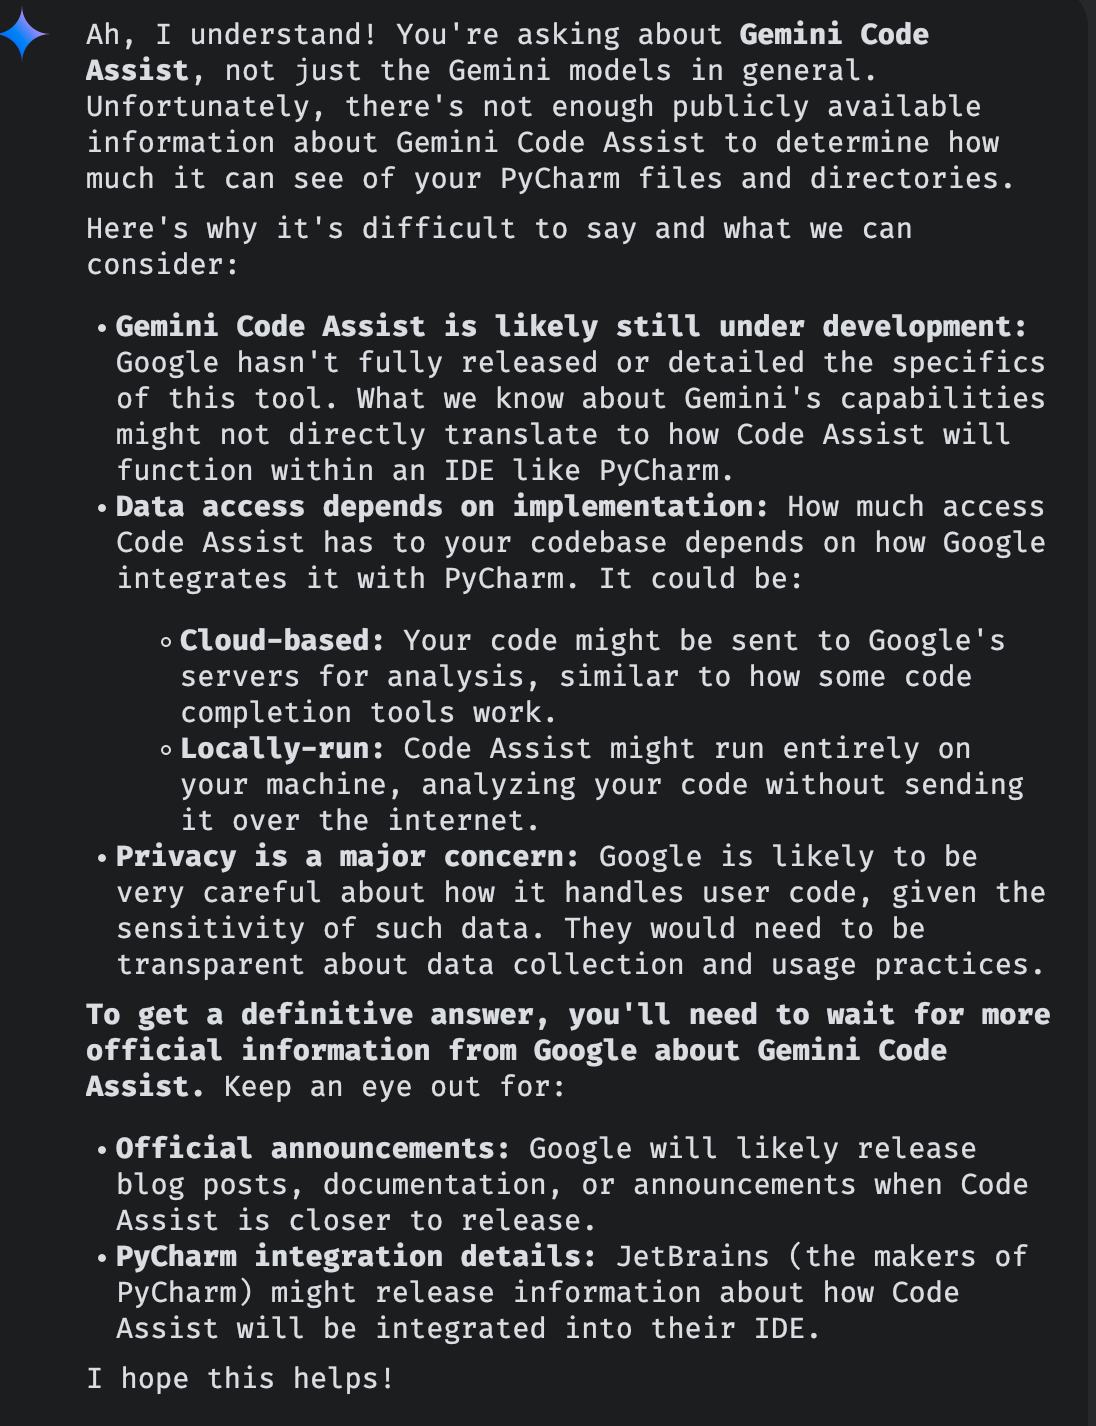 Ah, I understand! You're asking about Gemini Code
Assist, not just the Gemini models in general.
Unfortunately, there's not enough publicly available
information about Gemini Code Assist to determine how
much it can see of your PyCharm files and directories.
Here's why it's difficult to say and what we can
consider:
• Gemini Code Assist is likely still under development:
Google hasn't fully released or detailed the specifics
of this tool. What we know about Gemini's capabilities
might not directly translate to how Code Assist will
function within an IDE like PyCharm.
• Data access depends on implementation: How much access
Code Assist has to your codebase depends on how Google
integrates it with PyCharm. It could be:
◦ Cloud-based: Your code might be sent to Google's
servers for analysis, similar to how some code
completion tools work.
◦ Locally-run: Code Assist might run entirely on
your machine, analyzing your code without sending
it over the internet.
• Privacy is a major concern: Google is likely to be
very careful about how it handles user code, given the
sensitivity of such data. They would need to be
transparent about data collection and usage practices.
To get a definitive answer, you'll need to wait for more
official information from Google about Gemini Code
Assist. Keep an eye out for:
• Official announcements: Google will likely release
blog posts, documentation, or announcements when Code
Assist is closer to release.
• PyCharm integration details: JetBrains (the makers of
PyCharm) might release information about how Code
Assist will be integrated into their IDE.
I hope this helps!